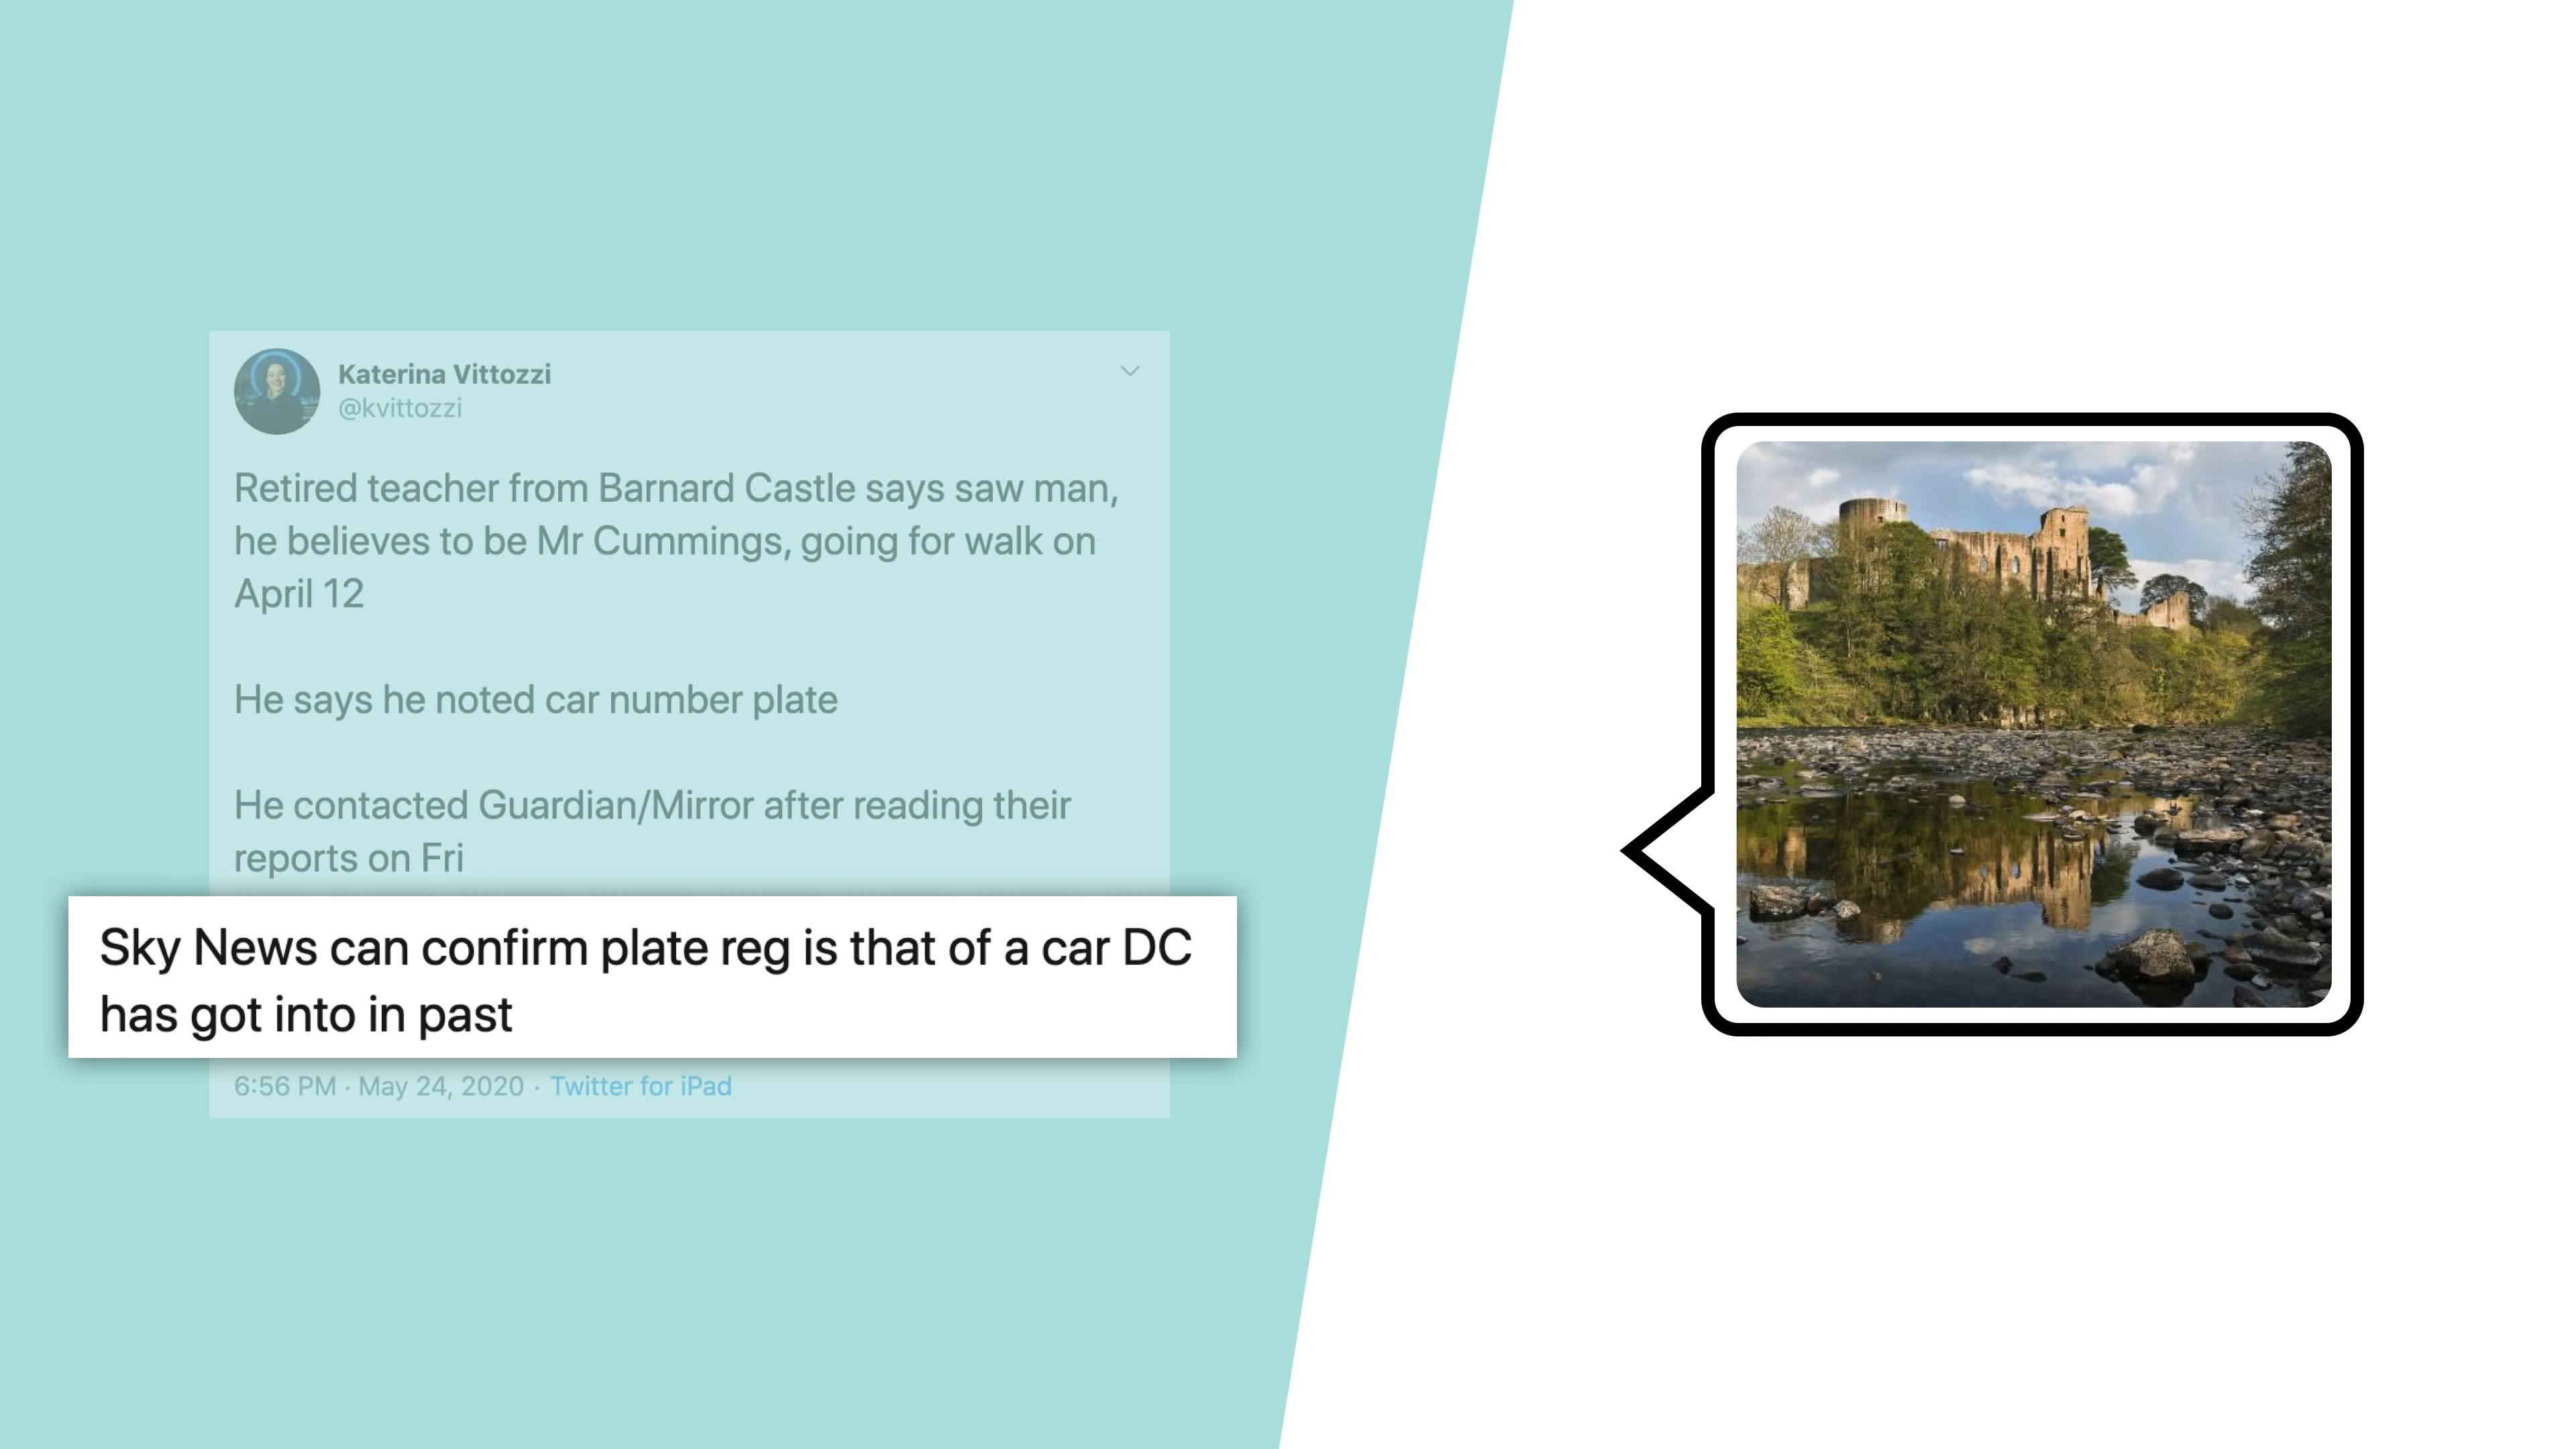 Katerina Vittozzi
@kvittozzi
Retired teacher from Barnard Castle says saw man,
he believes to be Mr Cummings, going for walk on
April 12
He says he noted car number plate
He contacted Guardian/Mirror after reading their
reports on Fri
Sky News can confirm plate reg is that of a car DC
has got into in past
6:56 PM · May 24, 2020 · Twitter for iPad